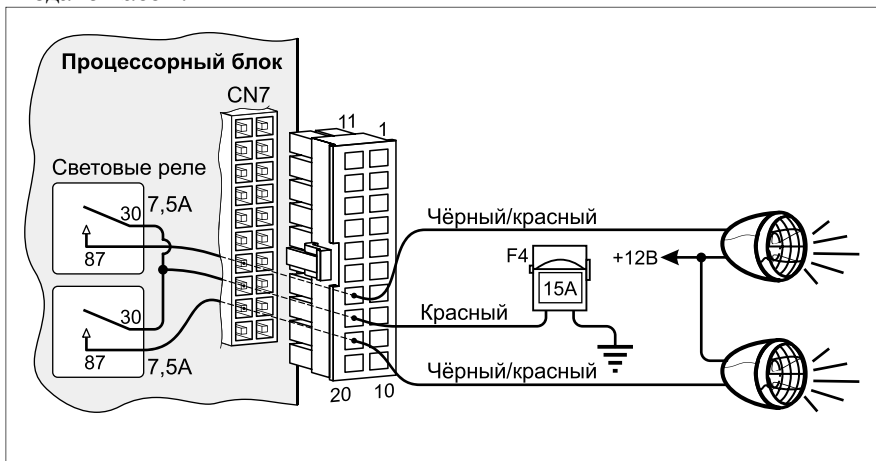 Процессорный блок
CN7
11
1
Световые реле
30
7,5А
87
30
87
7,5А
Чёрный/красный
F4
15А
+12В
Красный
Чёрный/красный
20
10